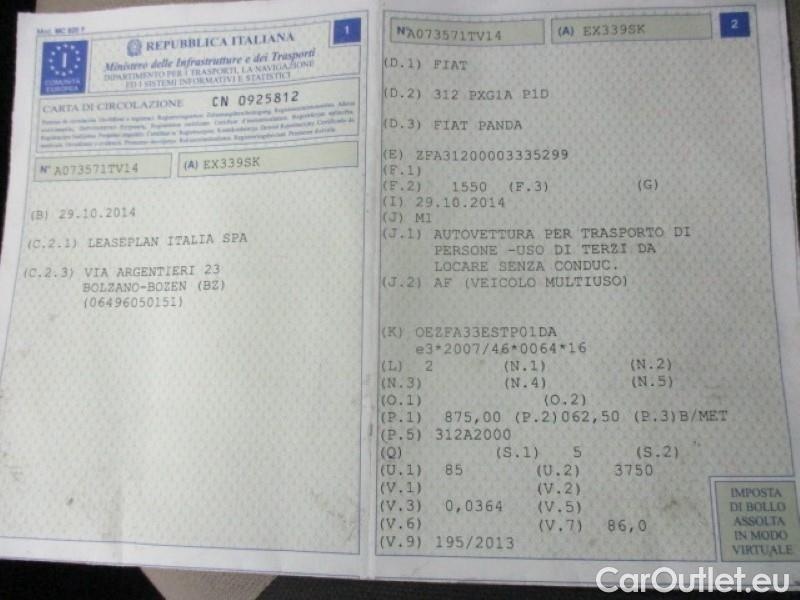 Mod. MC 820 F
1
REPUBBLICA ITALIANA
Ministero delle Infrastrutture e dei Trasporti
DIPARTIMENTO PER I TRASPORTI, LA NAVIGAZIONE
ED I SISTEMI INFORMATIVI E STATISTICI
I
COMUNITÀ
EUROPEA
CARTA DI CIRCOLAZIONE CN 0925812
N° A073571TV14 (A) EX339SK
(B) 29.10.2014
(C.2.1) LEASEPLAN ITALIA SPA
(C.2.3) VIA ARGENTIERI 23
BOLZANO-BOZEN (BZ)
(06496050151)
N° A073571TV14 (A) EX339SK
2
(D.1) FIAT
(D.2) 312 PXG1A P1D
(D.3) FIAT PANDA
(E) ZFA31200003335299
(F.1)
(F.2) 1550 (F.3) (G)
(I) 29.10.2014
(J) M1
(J.1) AUTOVETTURA PER TRASPORTO DI
PERSONE -USO DI TERZI DA
LOCARE SENZA CONDUC.
(J.2) AF (VEICOLO MULTIUSO)
(K) OEZFA33ESTP01DA
e3*2007/46*0064*16
(L) 2 (N.1) (N.2)
(N.3) (N.4) (N.5)
(O.1) (O.2)
(P.1) 875,00 (P.2)062,50 (P.3)B/MET
(P.5) 312A2000
(Q) (S.1) 5 (S.2)
(U.1) 85 (U.2) 3750
(V.1) (V.2)
(V.3) 0,0364 (V.5)
(V.6) (V.7) 86,0
(V.9) 195/2013
IMPOSTA
DI BOLLO
ASSOLTA
IN MODO
VIRTUALE
CarOutlet.eu